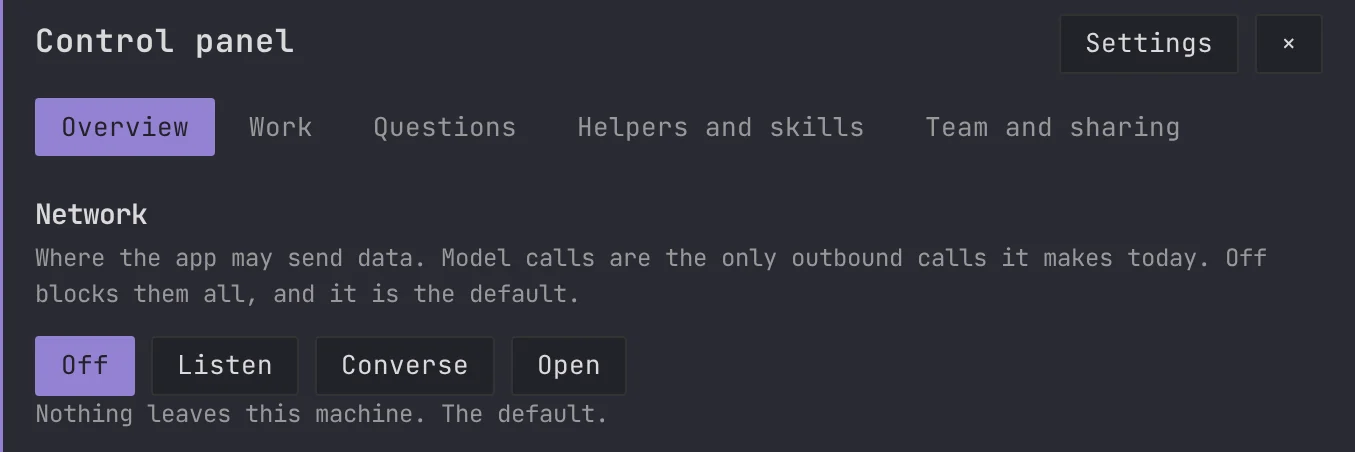 Control panel
Settings
×
Overview
Work
Questions
Helpers and skills
Team and sharing
Network
Where the app may send data. Model calls are the only outbound calls it makes today. Off
blocks them all, and it is the default.
Off
Listen
Converse
Open
Nothing leaves this machine. The default.